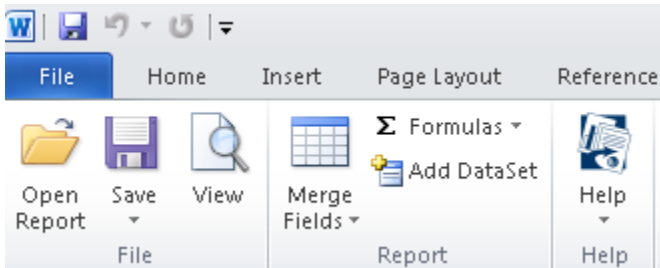 W
File Home Insert Page Layout Reference
Σ Formulas
Add DataSet
Open Report
Save
View
Merge Fields
Help
File Report Help